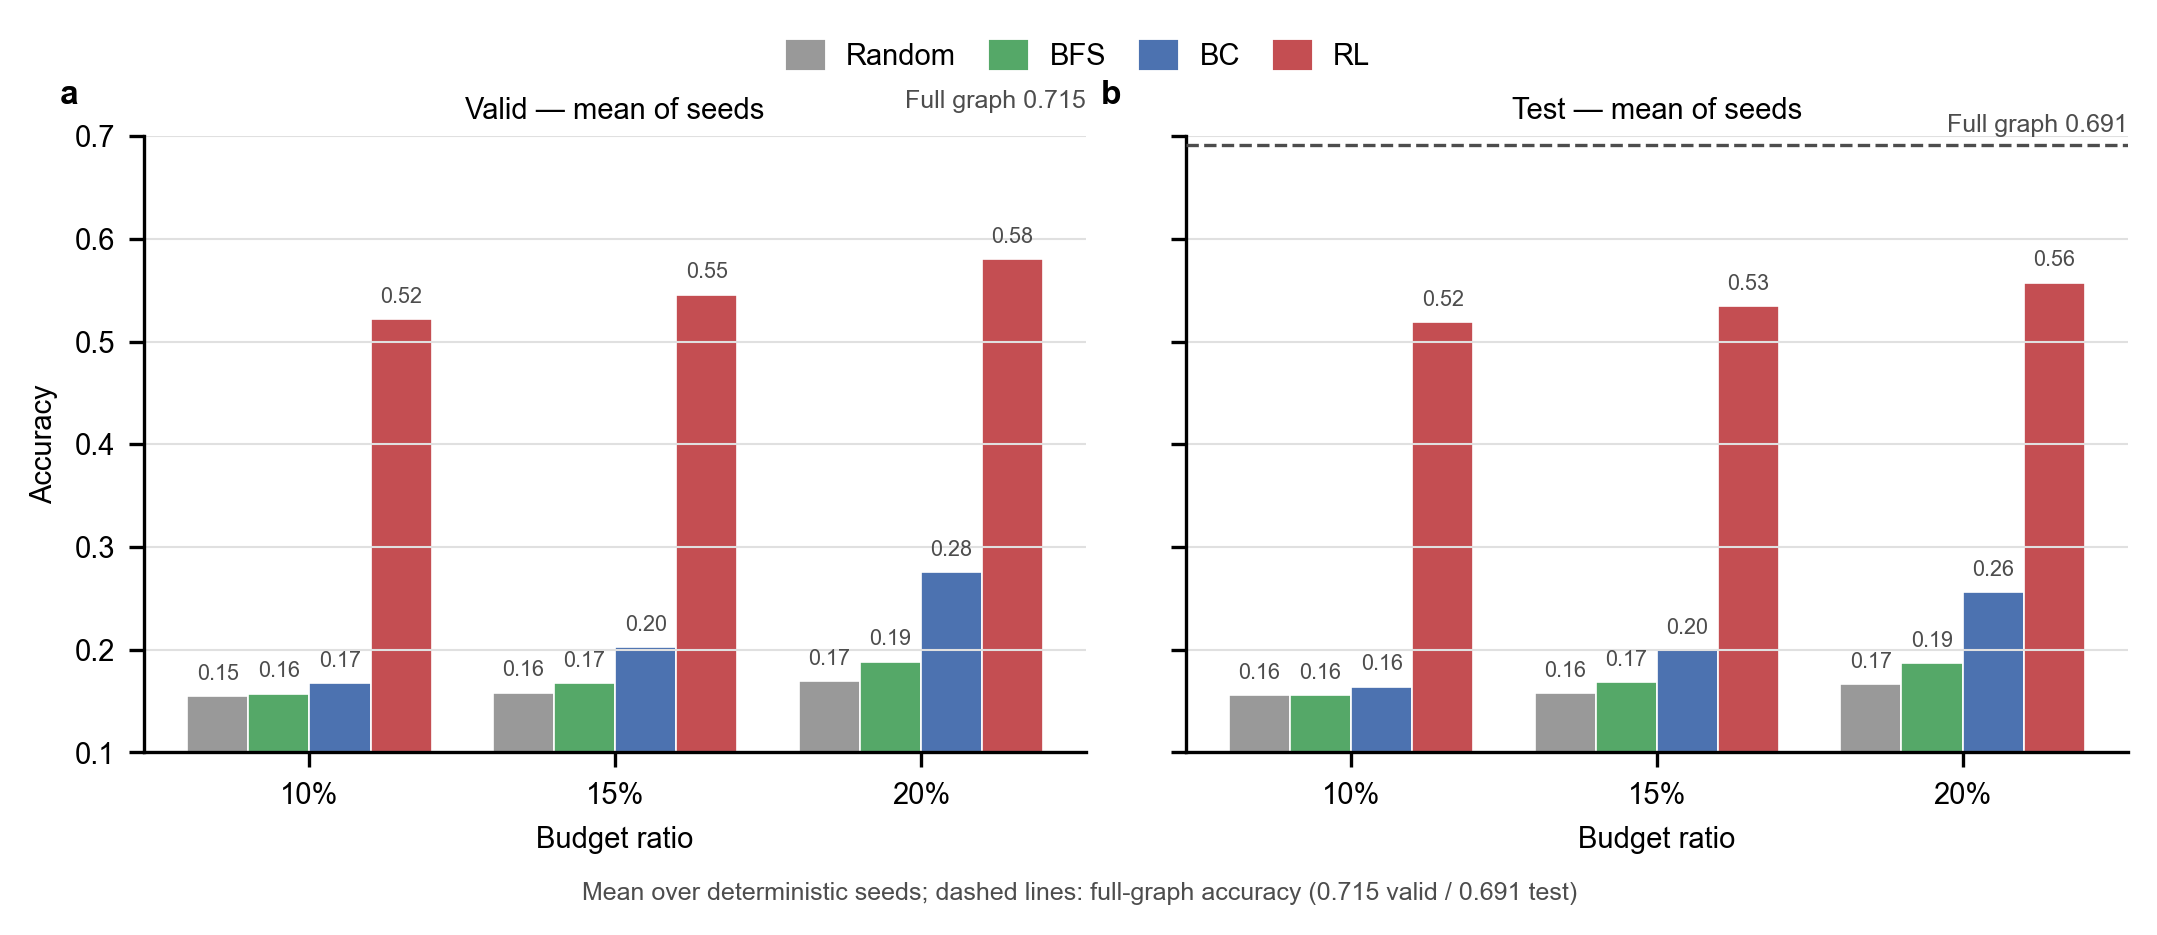 Random BFS BC RL
a
Valid — mean of seeds
Full graph 0.715
Accuracy
0.7
0.6
0.5
0.4
0.3
0.2
0.1
0.15 0.16 0.17 0.52
0.16 0.17 0.20 0.55
0.17 0.19 0.28 0.58
10% 15% 20%
Budget ratio
b
Test — mean of seeds
Full graph 0.691
0.16 0.16 0.16 0.52
0.16 0.17 0.20 0.53
0.17 0.19 0.26 0.56
10% 15% 20%
Budget ratio
Mean over deterministic seeds; dashed lines: full-graph accuracy (0.715 valid / 0.691 test)